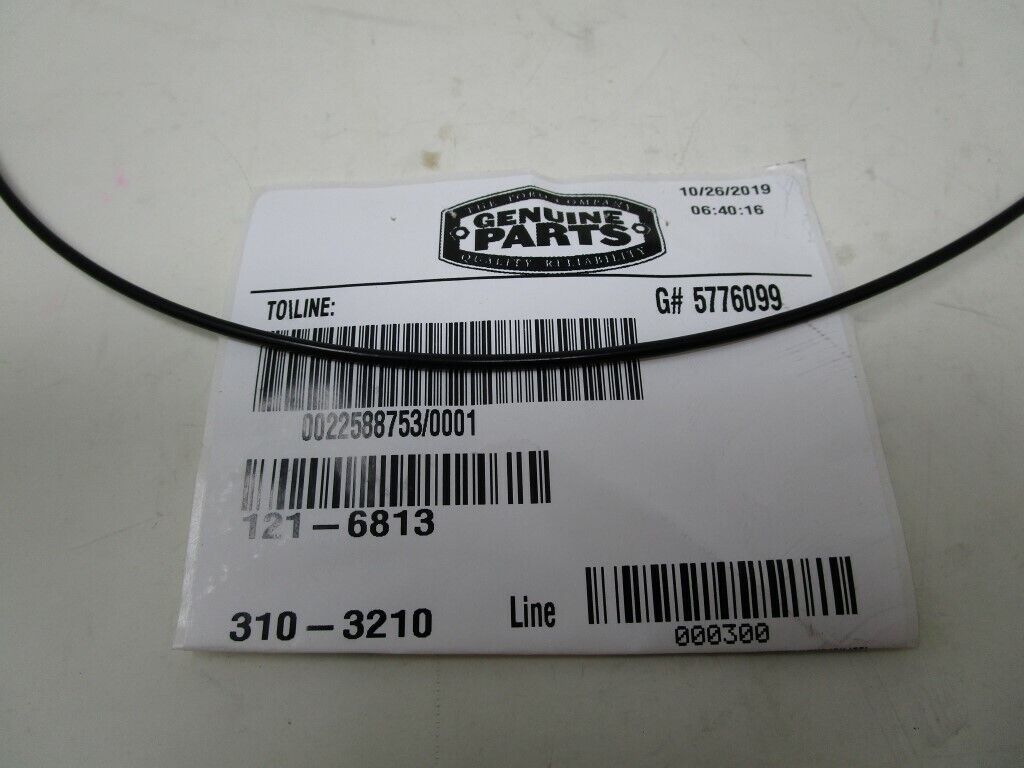 THE TORO COMPANY
GENUINE
PARTS
QUALITY RELIABILITY
10/26/2019
06:40:16
TO\LINE:
G# 5776099
0022588753/0001
121-6813
310-3210
Line
000300